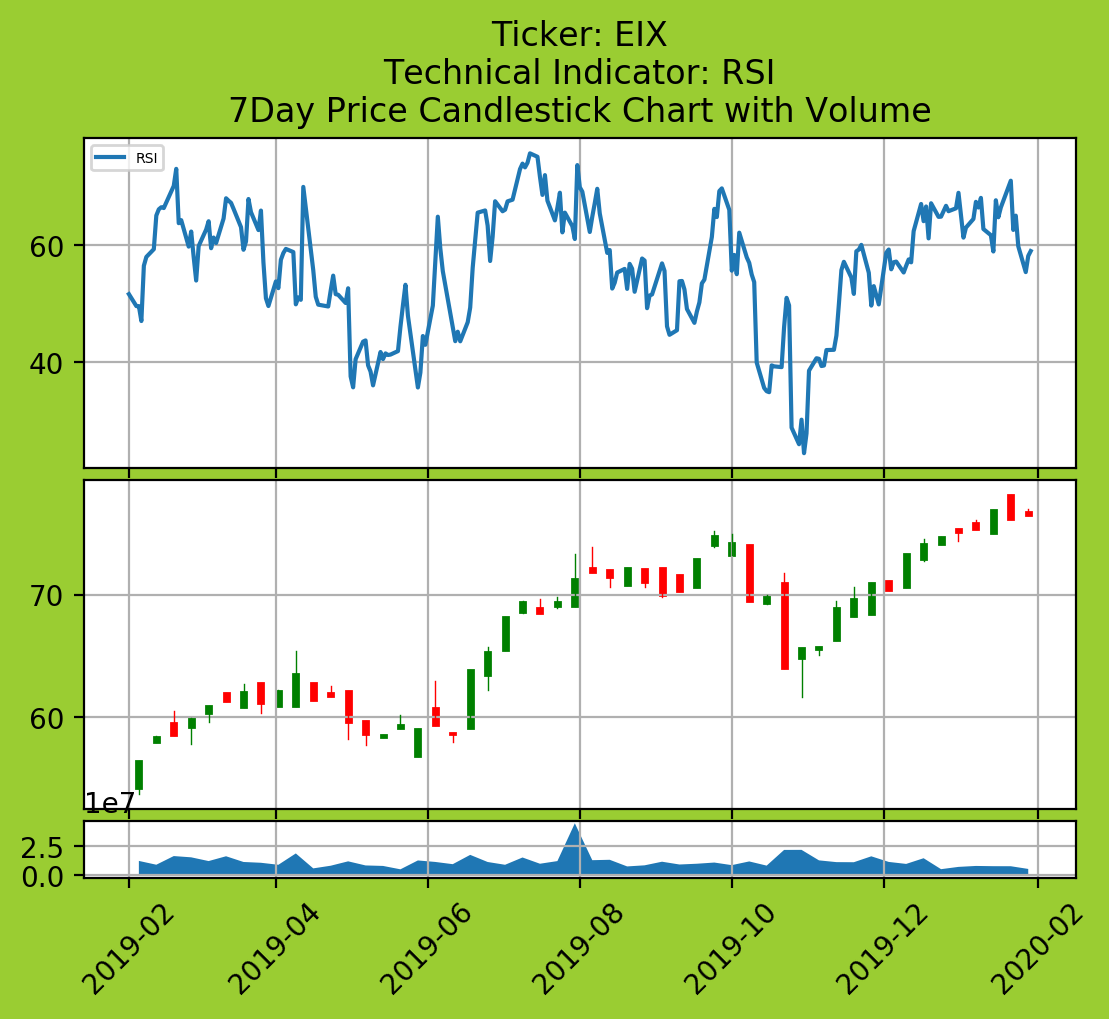 Ticker: EIX
Technical Indicator: RSI
7Day Price Candlestick Chart with Volume
RSI
60
40
70
60
1e7
2.5
0.0
2019-02
2019-04
2019-06
2019-08
2019-10
2019-12
2020-02